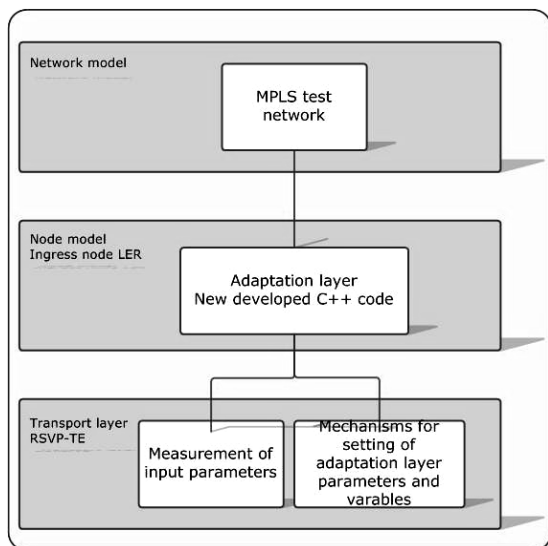 Network model
MPLS test
network
Node model
Ingress node LER
Adaptation layer
New developed C++ code
Transport layer
RSVP-TE
Measurement of
input parameters
Mechanisms for
setting of
adaptation layer
parameters and
varables